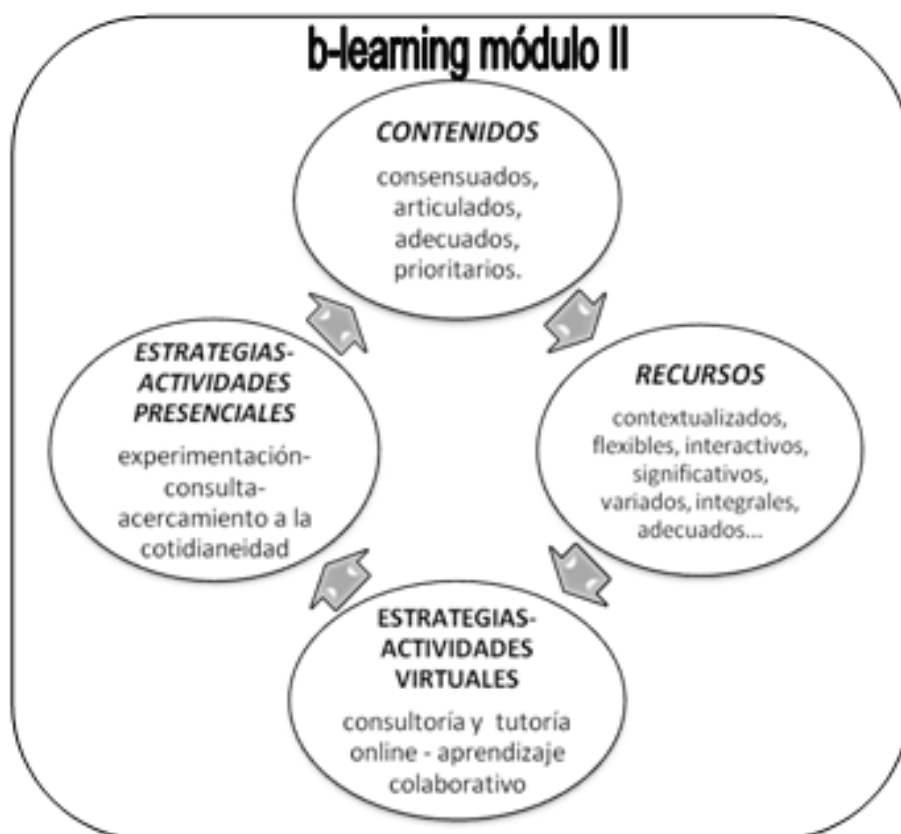 b-learning módulo II
CONTENIDOS
consensuados,
articulados,
adecuados,
prioritarios.
ESTRATEGIAS-
ACTIVIDADES
PRESENCIALES
experimentación-
consulta-
acercamiento a la
cotidianeidad
RECURSOS
contextualizados,
flexibles, interactivos,
significativos,
variados, integrales,
adecuados...
ESTRATEGIAS-
ACTIVIDADES
VIRTUALES
consultoría y tutoría
online - aprendizaje
colaborativo